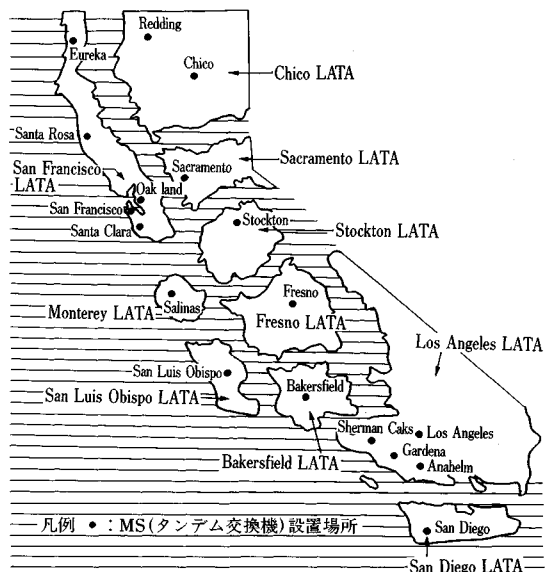 Redding
Eureka
Chico
Chico LATA
Santa Rosa
Sacramento LATA
San Francisco
LATA
Sacramento
Oak land
San Francisco
Stockton
Santa Clara
Stockton LATA
Fresno
Salinas
Monterey LATA
Fresno LATA
Los Angeles LATA
San Luis Obispo
Bakersfield
San Luis Obispo LATA
Sherman Caks
Los Angeles
Gardena
Bakersfield LATA
Anahelm
凡例 ●:MS(タンデム交換機)設置場所
San Diego
San Diego LATA